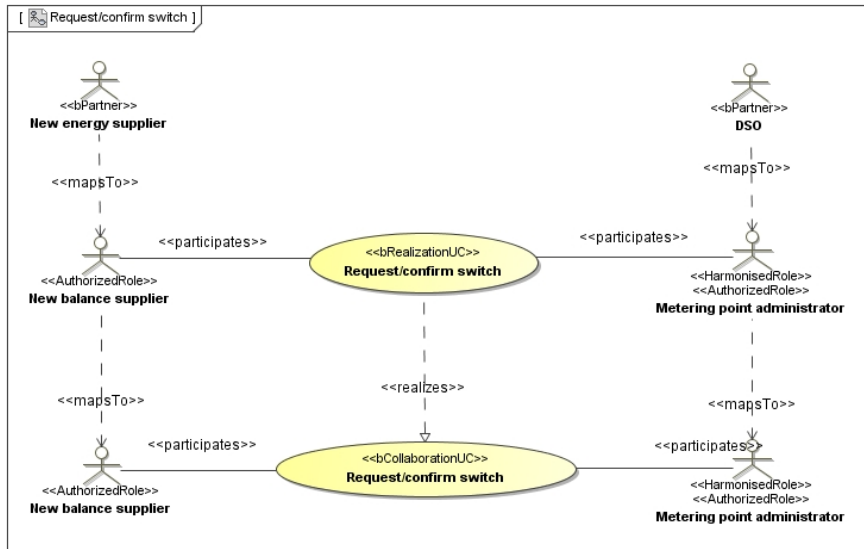 [ Request/confirm switch ]
<<bPartner>>
New energy supplier
<<bPartner>>
DSO
<<mapsTo>>
<<mapsTo>>
<<participates>>
<<participates>>
<<bRealizationUC>>
Request/confirm switch
<<AuthorizedRole>>
New balance supplier
<<HarmonisedRole>>
<<AuthorizedRole>>
Metering point administrator
<<realizes>>
<<mapsTo>>
<<mapsTo>>
<<participates>>
<<participates>>
<<bCollaborationUC>>
Request/confirm switch
<<AuthorizedRole>>
New balance supplier
<<HarmonisedRole>>
<<AuthorizedRole>>
Metering point administrator